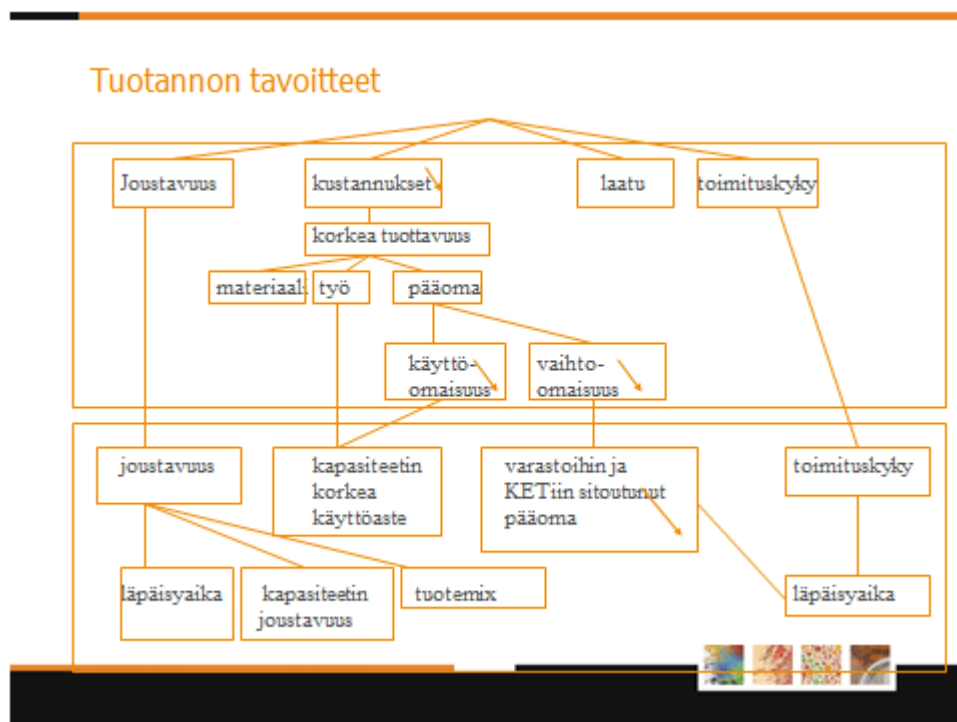 Tuotannon tavoitteet
Joustavuus
kustannukset
laatu
toimituskyky
korkea tuottavuus
materiaali
työ
pääoma
käyttö-
omaisuus
vaihto-
omaisuus
joustavuus
kapasiteetin
korkea
käyttöaste
varastoihin ja
KETiin sitoutunut
pääoma
toimituskyky
läpäisyaika
kapasiteetin
joustavuus
tuotemix
läpäisyaika